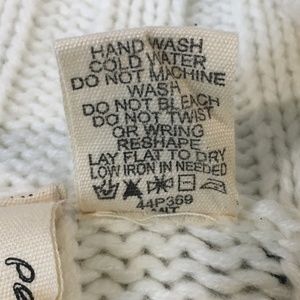 HAND WASH
COLD WATER
DO NOT MACHINE
WASH
DO NOT BLEACH
DO NOT TWIST
OR WRING
RESHAPE
LAY FLAT TO DRY
LOW IRON IN NEEDED
44P369